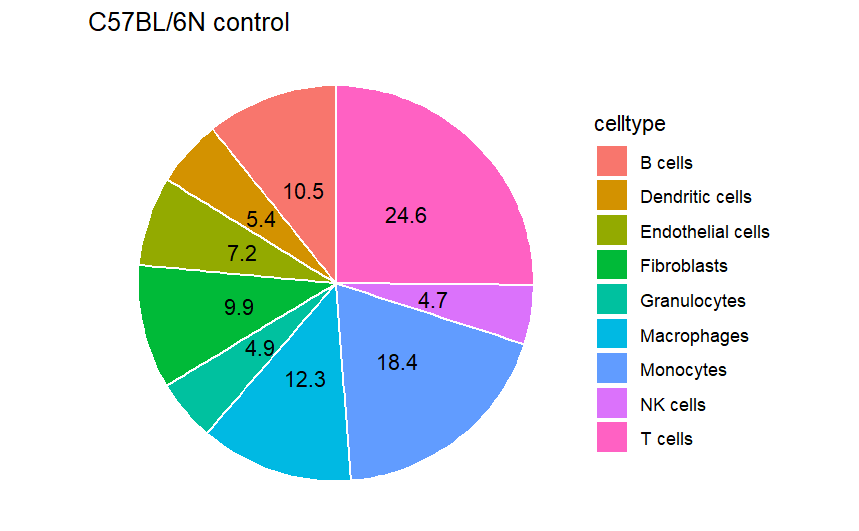 C57BL/6N control
10.5
24.6
5.4
7.2
4.7
9.9
4.9
12.3
18.4
celltype
B cells
Dendritic cells
Endothelial cells
Fibroblasts
Granulocytes
Macrophages
Monocytes
NK cells
T cells